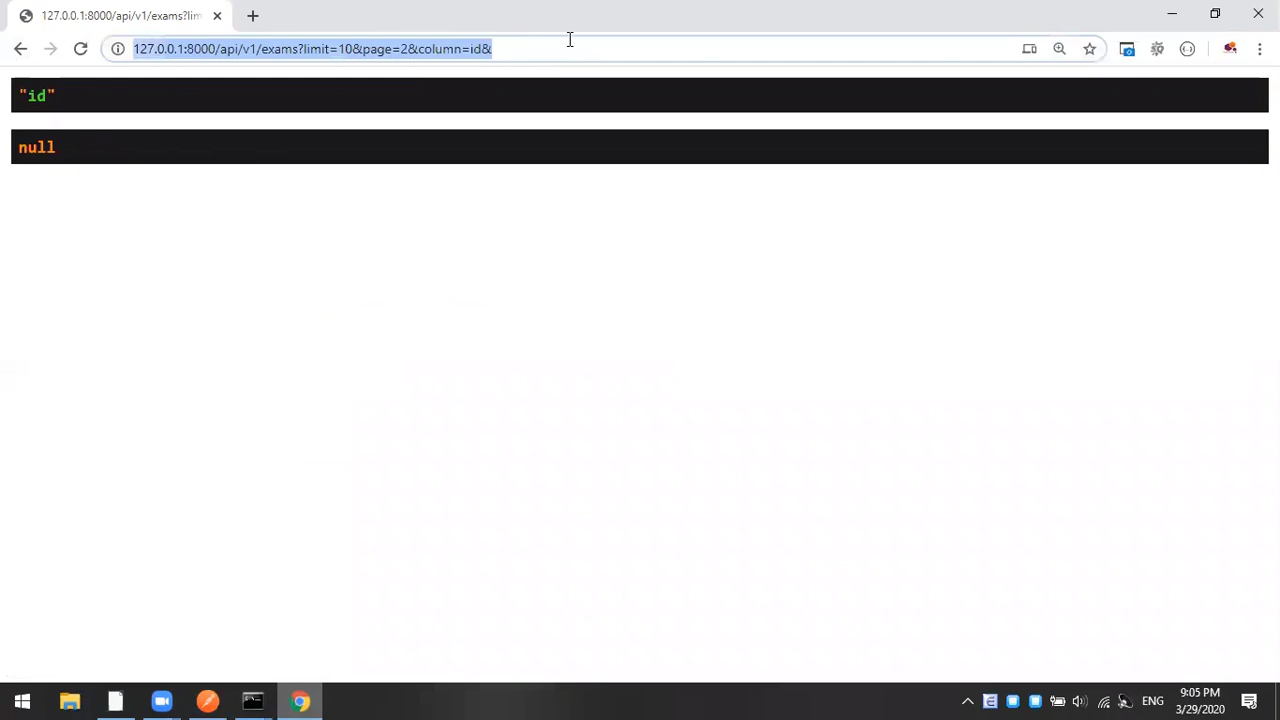 127.0.0.1:8000/api/v1/exams?lim
127.0.0.1:8000/api/v1/exams?limit=10&page=2&column=id&
"id"
null
ENG
9:05 PM
3/29/2020